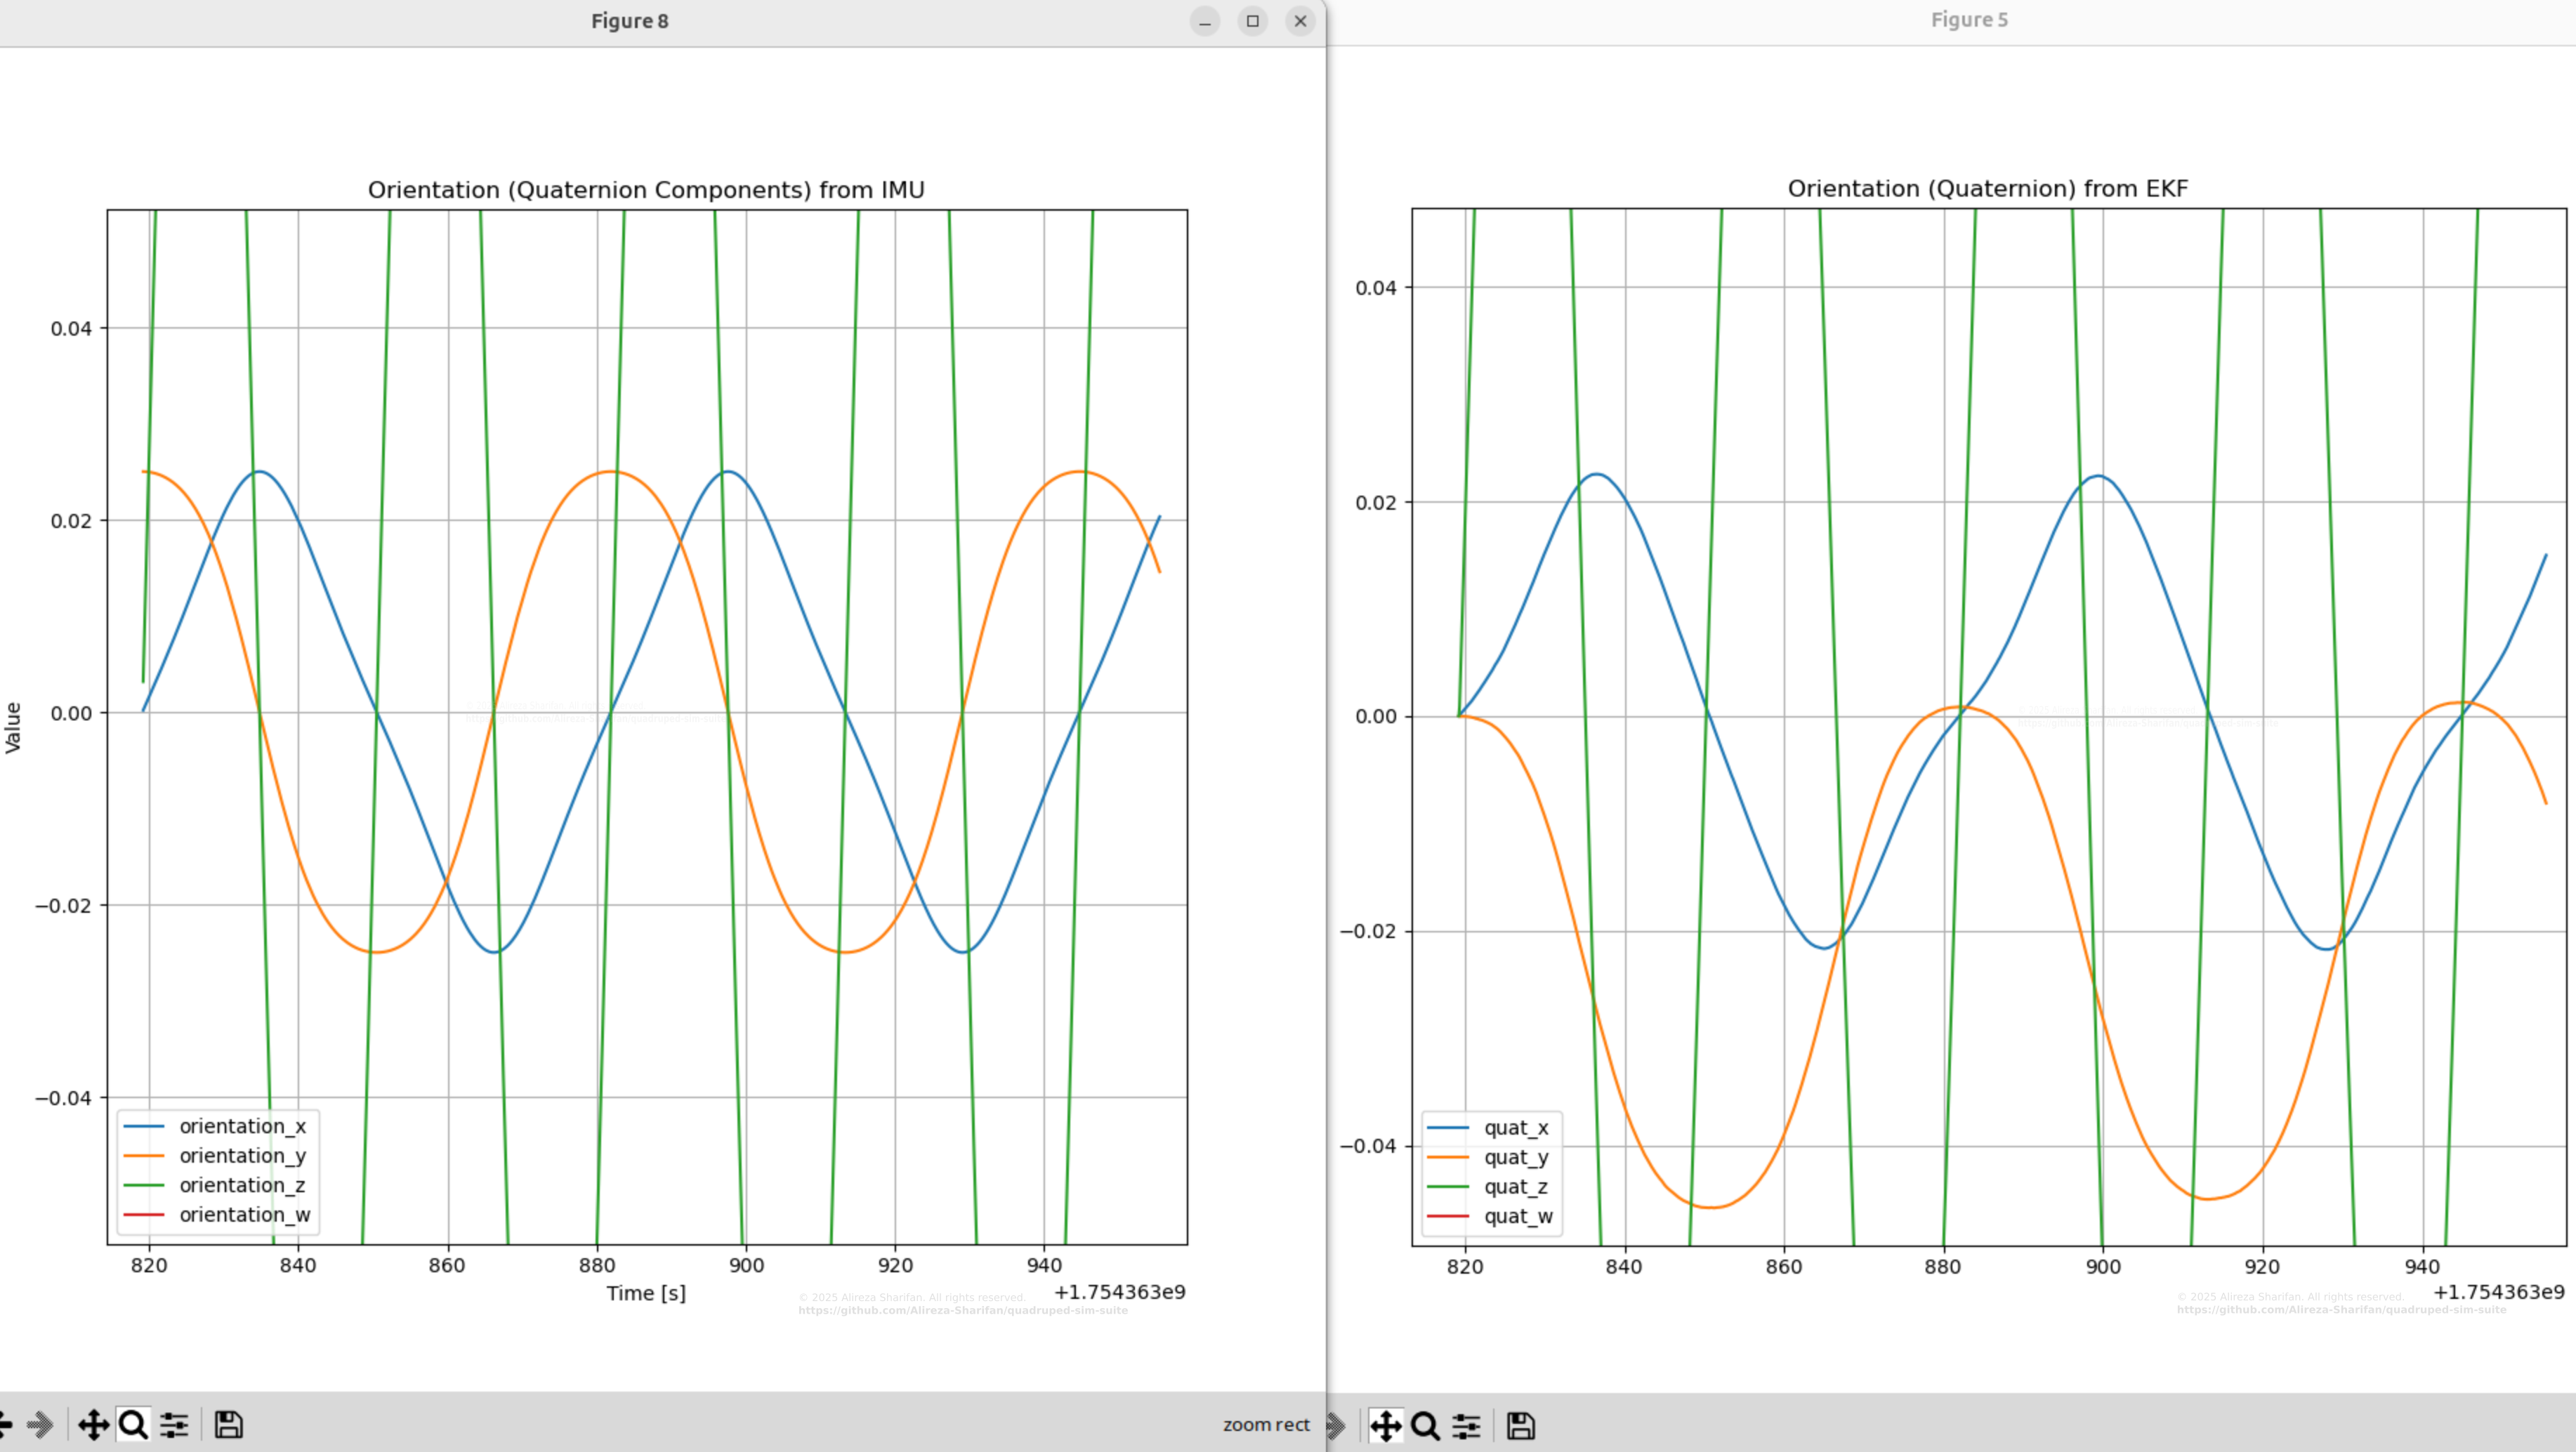 Figure 8
Orientation (Quaternion Components) from IMU
Value
0.04
0.02
0.00
−0.02
−0.04
orientation_x
orientation_y
orientation_z
orientation_w
820 840 860 880 900 920 940
Time [s]
+1.754363e9
© 2025 Alireza Sharifan. All rights reserved.
https://github.com/Alireza-Sharifan/quadruped-sim-suite
zoom rect
Figure 5
Orientation (Quaternion) from EKF
0.04
0.02
0.00
−0.02
−0.04
quat_x
quat_y
quat_z
quat_w
820 840 860 880 900 920 940
+1.754363e9
© 2025 Alireza Sharifan. All rights reserved.
https://github.com/Alireza-Sharifan/quadruped-sim-suite